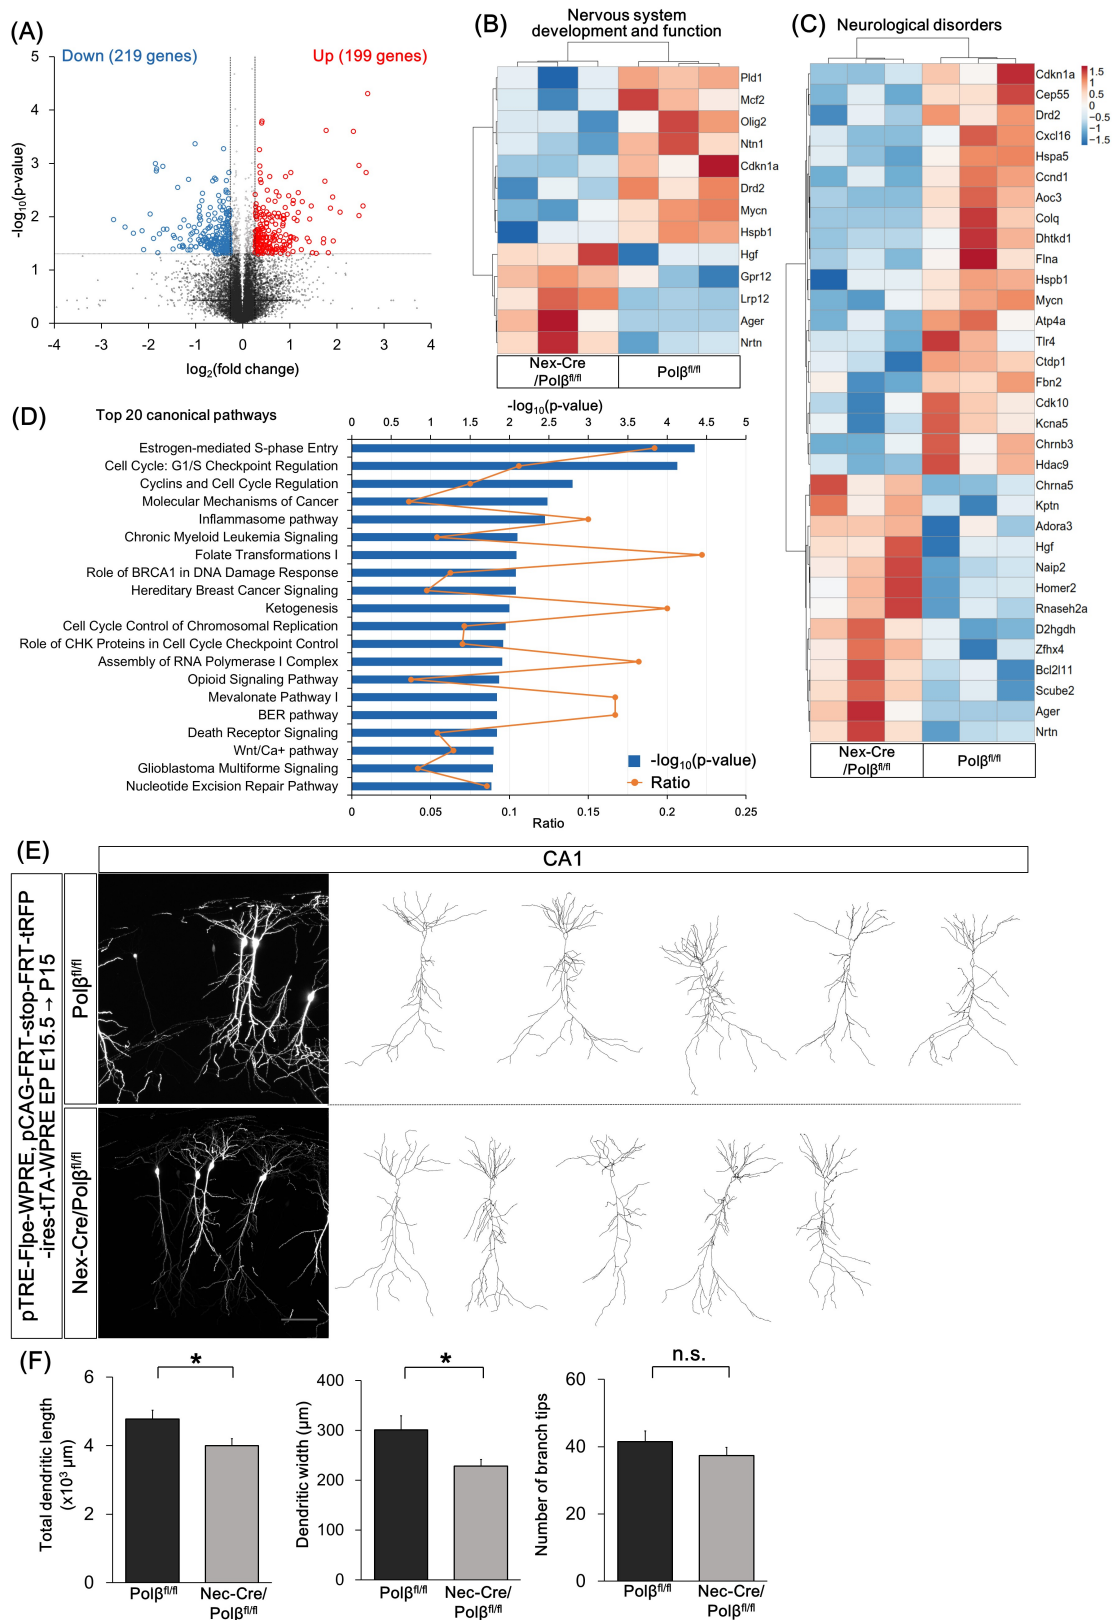 (A)
Down (219 genes)
Up (199 genes)
-log10(p-value)
5
4
3
2
1
0
-4
-3
-2
-1
0
1
2
3
4
log2(fold change)
(B)
Nervous system
development and function
Pld1
Mcf2
Olig2
Ntn1
Cdkn1a
Drd2
Mycn
Hspb1
Hgf
Gpr12
Lrp12
Ager
Nrtn
Nex-Cre
/Polβfl/fl
Polβfl/fl
(C)
Neurological disorders
Cdkn1a
Cep55
Drd2
Cxcl16
Hspa5
Ccnd1
Aoc3
Colq
Dhtkd1
Flna
Hspb1
Mycn
Atp4a
Tlr4
Ctdp1
Fbn2
Cdk10
Kcna5
Chrnb3
Hdac9
Chrna5
Kptn
Adora3
Hgf
Naip2
Homer2
Rnaseh2a
D2hgdh
Zfhx4
Bcl2l11
Scube2
Ager
Nrtn
1.5
1
0.5
0
−0.5
−1
−1.5
Nex-Cre
/Polβfl/fl
Polβfl/fl
(D)
Top 20 canonical pathways
-log10(p-value)
0 0.5 1 1.5 2 2.5 3 3.5 4 4.5 5
Estrogen-mediated S-phase Entry
Cell Cycle: G1/S Checkpoint Regulation
Cyclins and Cell Cycle Regulation
Molecular Mechanisms of Cancer
Inflammasome pathway
Chronic Myeloid Leukemia Signaling
Folate Transformations I
Role of BRCA1 in DNA Damage Response
Hereditary Breast Cancer Signaling
Ketogenesis
Cell Cycle Control of Chromosomal Replication
Role of CHK Proteins in Cell Cycle Checkpoint Control
Assembly of RNA Polymerase I Complex
Opioid Signaling Pathway
Mevalonate Pathway I
BER pathway
Death Receptor Signaling
Wnt/Ca+ pathway
Glioblastoma Multiforme Signaling
Nucleotide Excision Repair Pathway
-log10(p-value)
Ratio
0 0.05 0.1 0.15 0.2 0.25
Ratio
(E)
CA1
pTRE-Flpe-WPRE, pCAG-FRT-stop-FRT-tRFP
-ires-tTA-WPRE EP E15.5 → P15
Polβfl/fl
Nex-Cre/Polβfl/fl
(F)
*
Total dendritic length
(x10³ µm)
6
4
2
0
Polβfl/fl
Nec-Cre/
Polβfl/fl
*
Dendritic width (µm)
400
300
200
100
0
Polβfl/fl
Nec-Cre/
Polβfl/fl
n.s.
Number of branch tips
60
40
20
0
Polβfl/fl
Nec-Cre/
Polβfl/fl